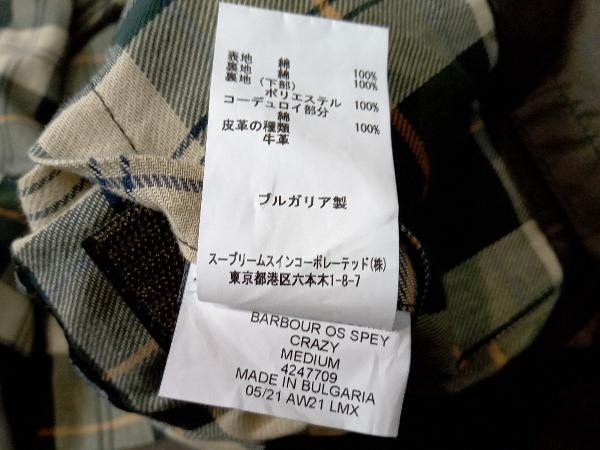 表地 綿 100%
裏地 綿 100%
裏地(下部)
ポリエステル 100%
コーデュロイ部分
綿 100%
皮革の種類
牛革
ブルガリア製
スープリームスインコーポレーテッド(株)
東京都港区六本木1-8-7
BARBOUR OS SPEY
CRAZY
MEDIUM
4247709
MADE IN BULGARIA
05/21 AW21 LMX